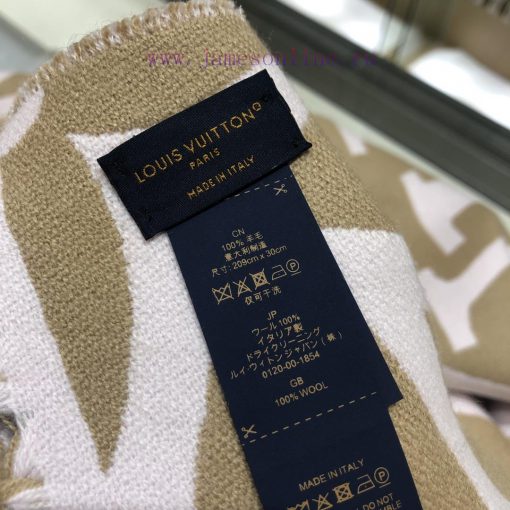 www.jamesonline.ru
LOUIS VUITTON
PARIS
MADE IN ITALY
CN
100% 羊毛
意大利制造
尺寸: 209cm x 30cm
仅可干洗
JP
ウール100%
イタリア製
ドライクリーニング
ルイ・ヴィトンジャパン（株）
0120-00-1854
GB
100% WOOL
MADE IN ITALY